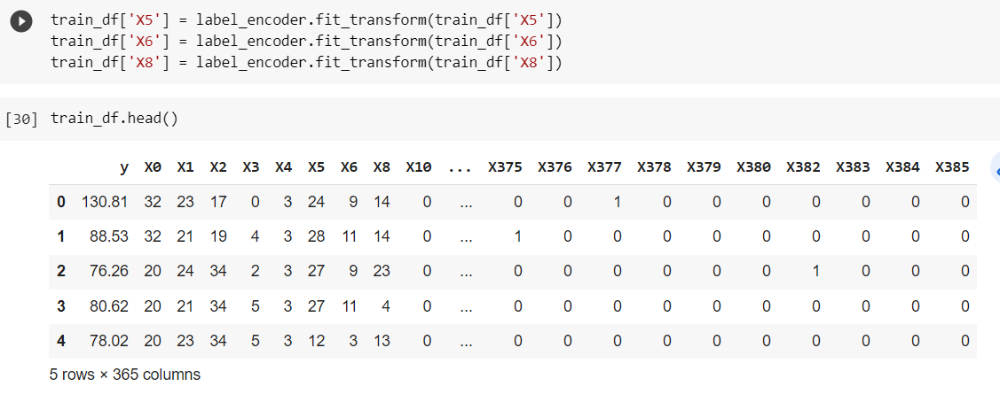 train_df['X5'] = label_encoder.fit_transform(train_df['X5'])
train_df['X6'] = label_encoder.fit_transform(train_df['X6'])
train_df['X8'] = label_encoder.fit_transform(train_df['X8'])
[30] train_df.head()
y X0 X1 X2 X3 X4 X5 X6 X8 X10 ... X375 X376 X377 X378 X379 X380 X382 X383 X384 X385
0 130.81 32 23 17 0 3 24 9 14 0 ... 0 0 1 0 0 0 0 0 0 0
1 88.53 32 21 19 4 3 28 11 14 0 ... 1 0 0 0 0 0 0 0 0 0
2 76.26 20 24 34 2 3 27 9 23 0 ... 0 0 0 0 0 0 1 0 0 0
3 80.62 20 21 34 5 3 27 11 4 0 ... 0 0 0 0 0 0 0 0 0 0
4 78.02 20 23 34 5 3 12 3 13 0 ... 0 0 0 0 0 0 0 0 0 0
5 rows × 365 columns